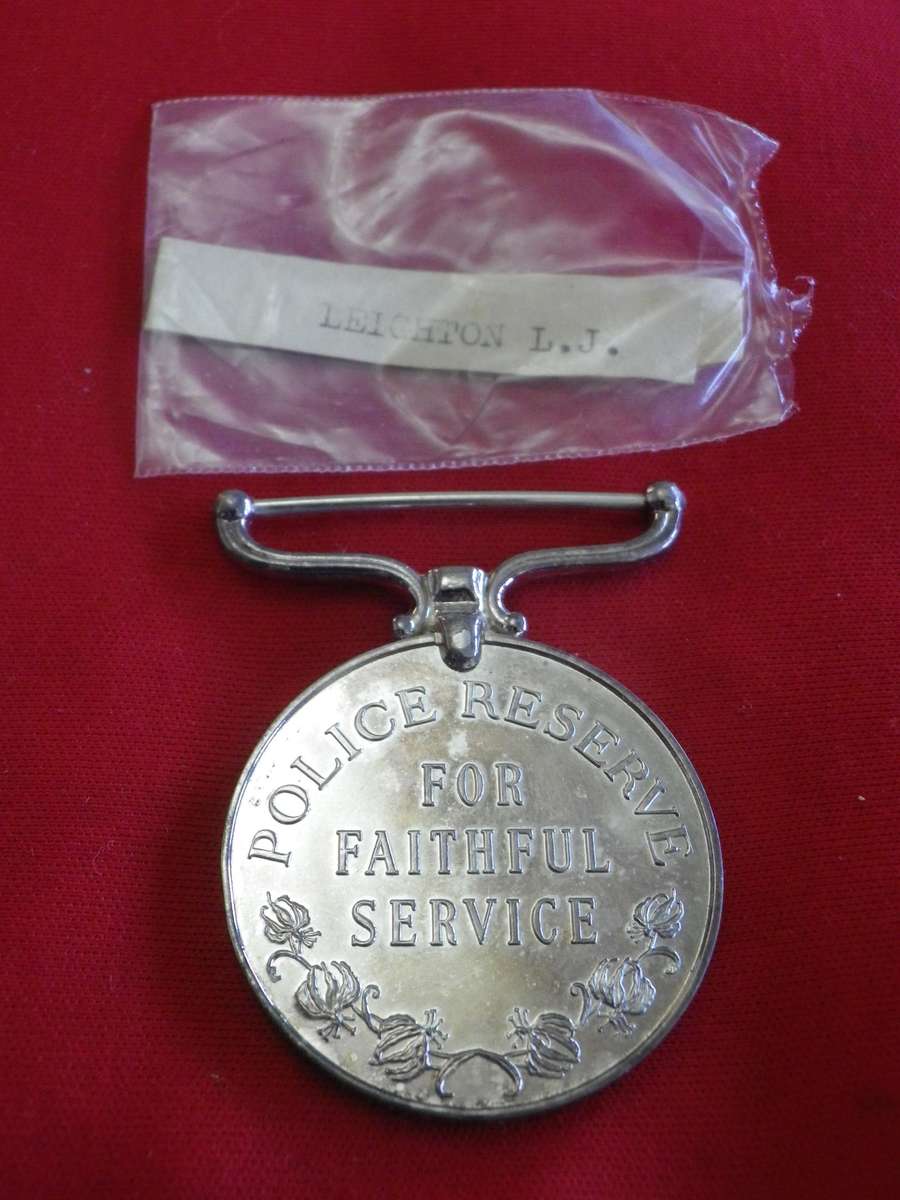 LEIGHTON L.J.
POLICE RESERVE
FOR
FAITHFUL
SERVICE